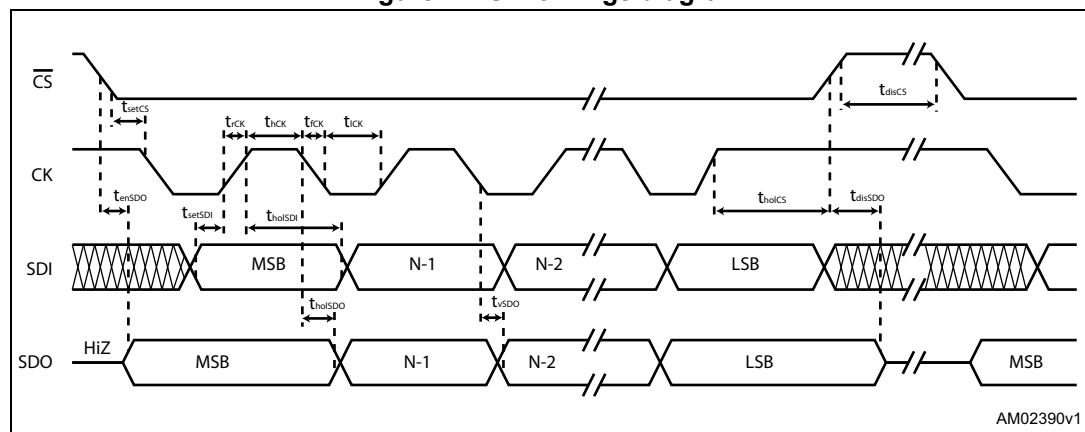 CS
tsetCS
trCK
thCK
tfCK
tlCK
tdisCS
CK
tenSDO
tsetSDI
tholSDI
tholCS
tdisSDO
SDI
MSB
N-1
N-2
LSB
tholSDO
tvSDO
SDO
HiZ
MSB
N-1
N-2
LSB
MSB
AM02390v1